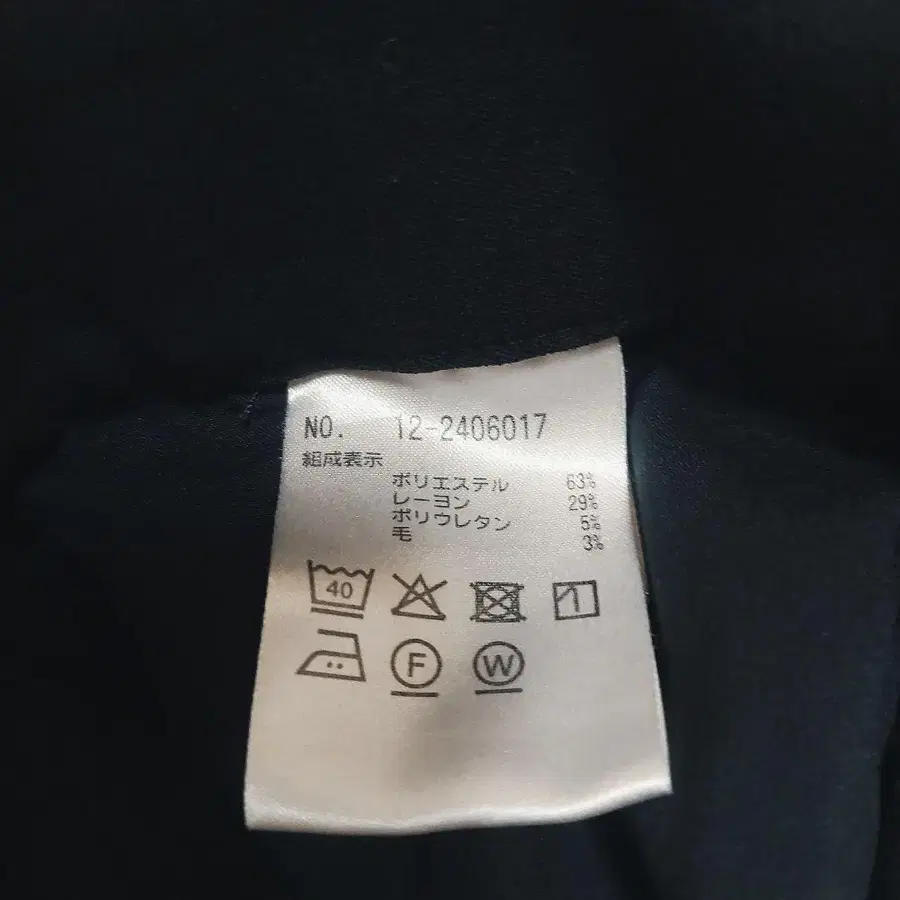 NO. 12-2406017
組成表示
ポリエステル 63%
レーヨン 29%
ポリウレタン 5%
毛 3%
40
F W